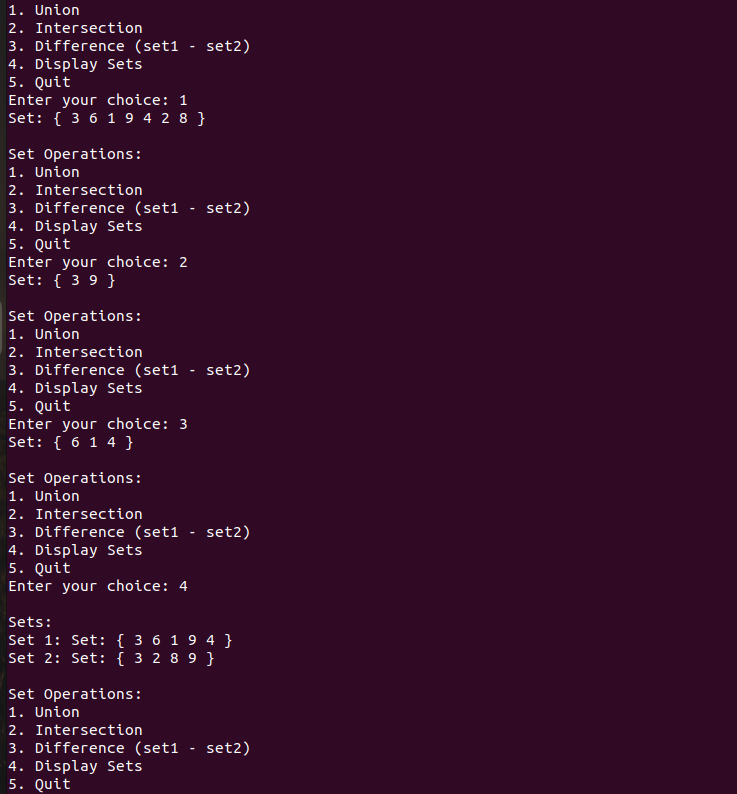 1. Union
2. Intersection
3. Difference (set1 - set2)
4. Display Sets
5. Quit
Enter your choice: 1
Set: { 3 6 1 9 4 2 8 }
Set Operations:
1. Union
2. Intersection
3. Difference (set1 - set2)
4. Display Sets
5. Quit
Enter your choice: 2
Set: { 3 9 }
Set Operations:
1. Union
2. Intersection
3. Difference (set1 - set2)
4. Display Sets
5. Quit
Enter your choice: 3
Set: { 6 1 4 }
Set Operations:
1. Union
2. Intersection
3. Difference (set1 - set2)
4. Display Sets
5. Quit
Enter your choice: 4
Sets:
Set 1: Set: { 3 6 1 9 4 }
Set 2: Set: { 3 2 8 9 }
Set Operations:
1. Union
2. Intersection
3. Difference (set1 - set2)
4. Display Sets
5. Quit